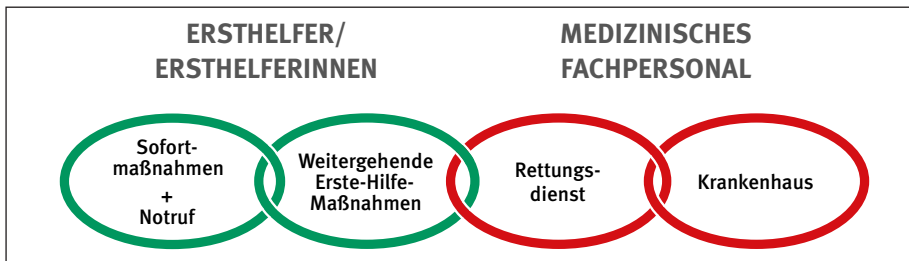 ERSTHELFER/
ERSTHELFERINNEN
MEDIZINISCHES
FACHPERSONAL
Sofort-
maßnahmen
+
Notruf
Weitergehende
Erste-Hilfe-
Maßnahmen
Rettungs-
dienst
Krankenhaus